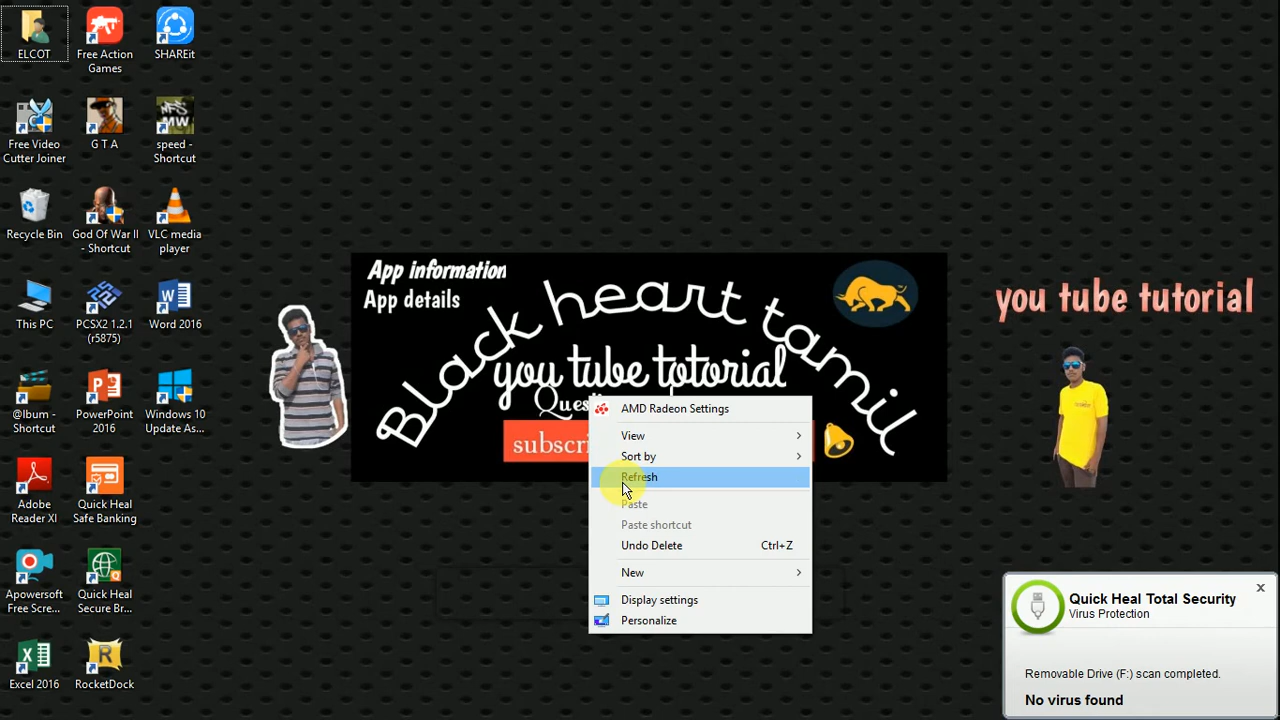 ELCOT
Free Action
Games
SHAREit
Free Video
Cutter Joiner
G T A
speed -
Shortcut
Recycle Bin
God Of War II
- Shortcut
VLC media
player
This PC
PCSX2 1.2.1
(r5875)
Word 2016
@lbum -
Shortcut
PowerPoint
2016
Windows 10
Update As...
Adobe
Reader XI
Quick Heal
Safe Banking
Apowersoft
Free Scre...
Quick Heal
Secure Br...
Excel 2016
RocketDock
App information
App details
Black heart tamil
you tube totorial
you tube tutorial
AMD Radeon Settings
View
Sort by
Refresh
Paste
Paste shortcut
Undo Delete Ctrl+Z
New
Display settings
Personalize
Quick Heal Total Security
Virus Protection
Removable Drive (F:) scan completed.
No virus found